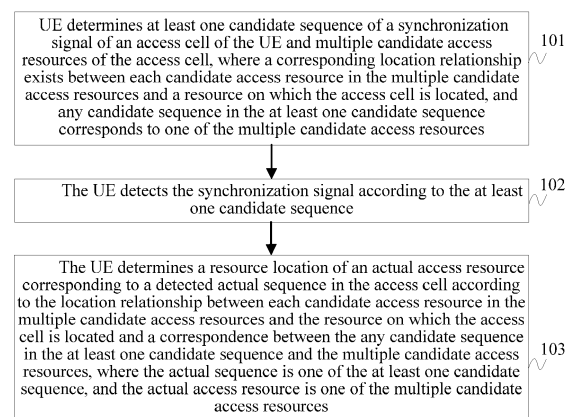 UE determines at least one candidate sequence of a synchronization
signal of an access cell of the UE and multiple candidate access
resources of the access cell, where a corresponding location relationship
exists between each candidate access resource in the multiple candidate
access resources and a resource on which the access cell is located, and
any candidate sequence in the at least one candidate sequence
corresponds to one of the multiple candidate access resources
101
The UE detects the synchronization signal according to the at least
one candidate sequence
102
The UE determines a resource location of an actual access resource
corresponding to a detected actual sequence in the access cell according
to the location relationship between each candidate access resource in the
multiple candidate access resources and the resource on which the access
cell is located and a correspondence between the any candidate sequence
in the at least one candidate sequence and the multiple candidate access
resources, where the actual sequence is one of the at least one candidate
sequence, and the actual access resource is one of the multiple candidate
access resources
103